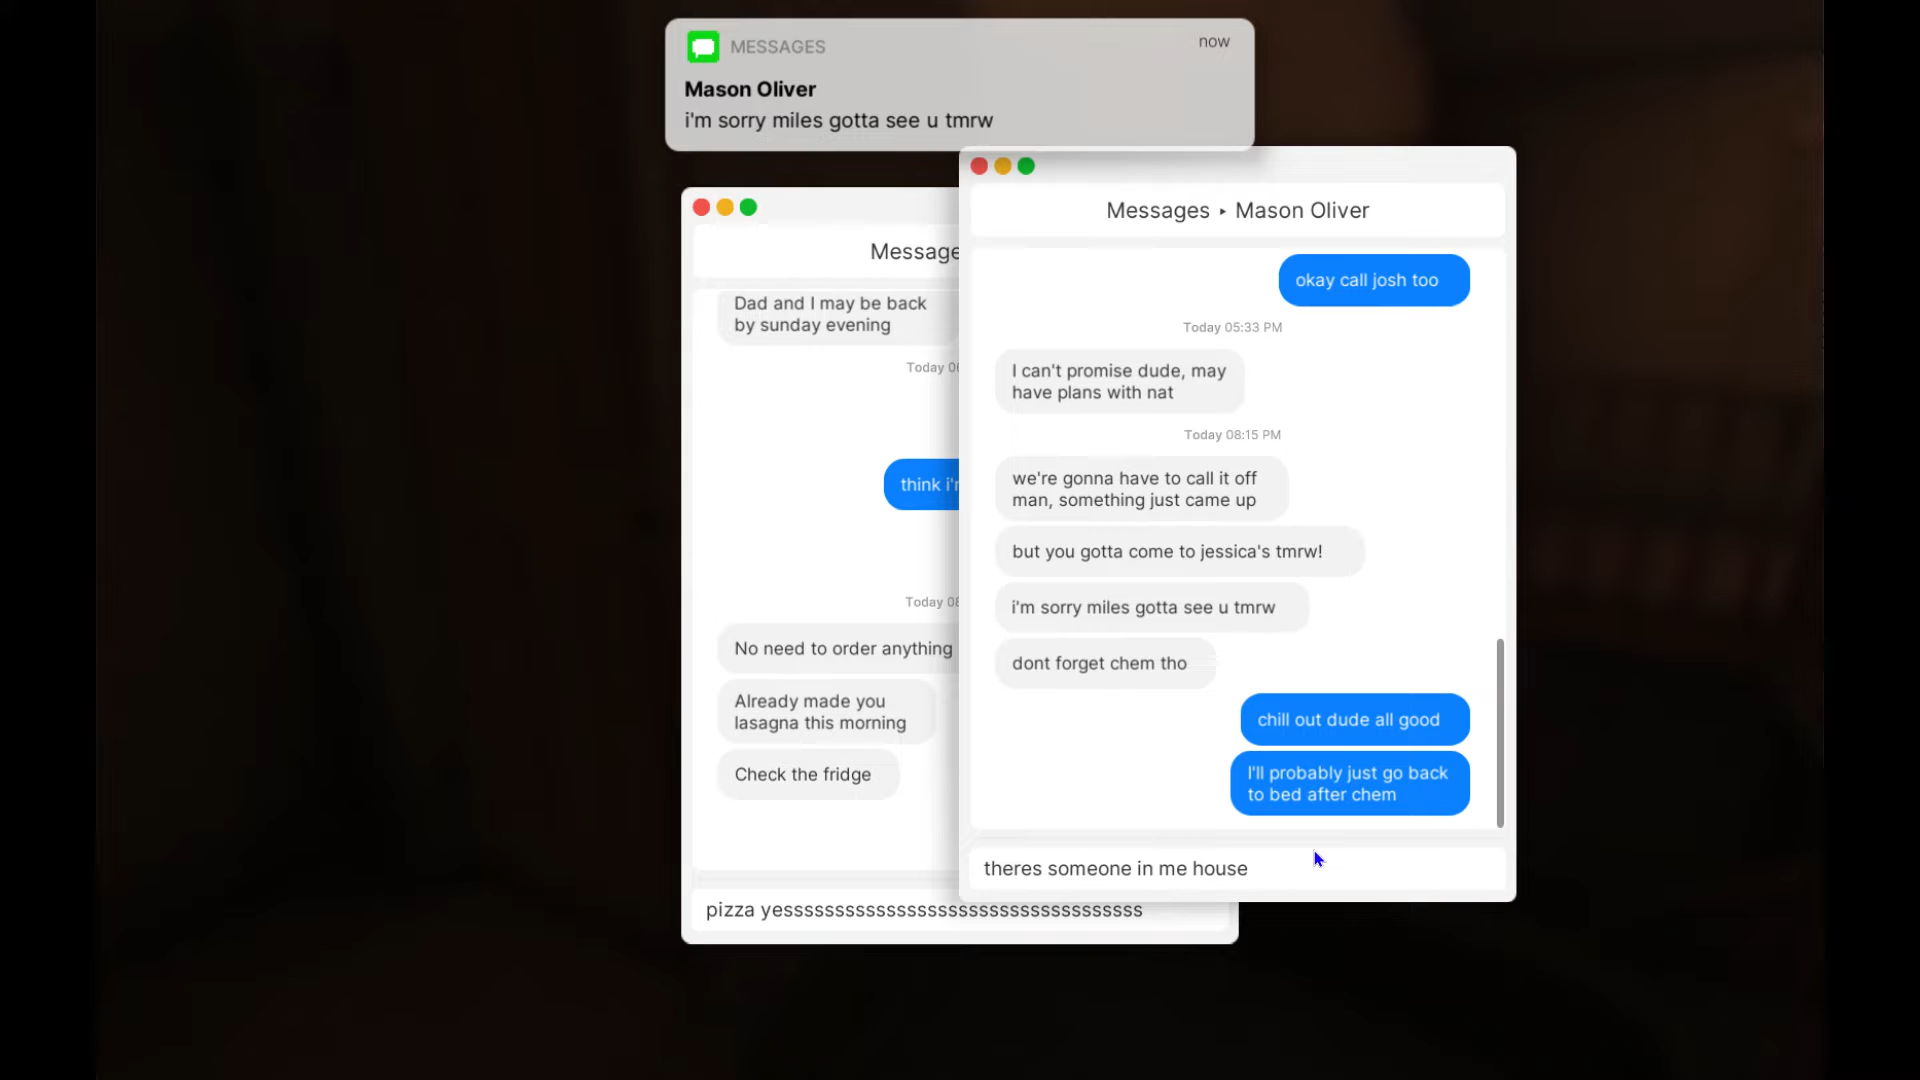 MESSAGES
now
Mason Oliver
i'm sorry miles gotta see u tmrw
Message
Dad and I may be back
by sunday evening
Today 0
think i'
Today 08
No need to order anything
Already made you
lasagna this morning
Check the fridge
pizza yesssssssssssssssssssssssssssssssssss
Messages ▸ Mason Oliver
okay call josh too
Today 05:33 PM
I can't promise dude, may
have plans with nat
Today 08:15 PM
we're gonna have to call it off
man, something just came up
but you gotta come to jessica's tmrw!
i'm sorry miles gotta see u tmrw
dont forget chem tho
chill out dude all good
I'll probably just go back
to bed after chem
theres someone in me house